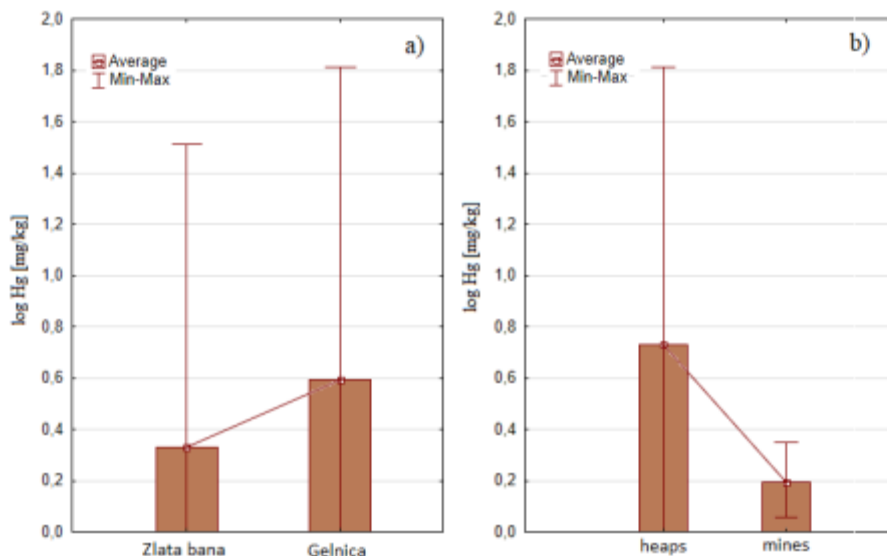 a)
Average
Min-Max
log Hg [mg/kg]
2,0
1,8
1,6
1,4
1,2
1,0
0,8
0,6
0,4
0,2
0,0
Zlata bana
Gelnica
b)
Average
Min-Max
log Hg [mg/kg]
2,0
1,8
1,6
1,4
1,2
1,0
0,8
0,6
0,4
0,2
0,0
heaps
mines